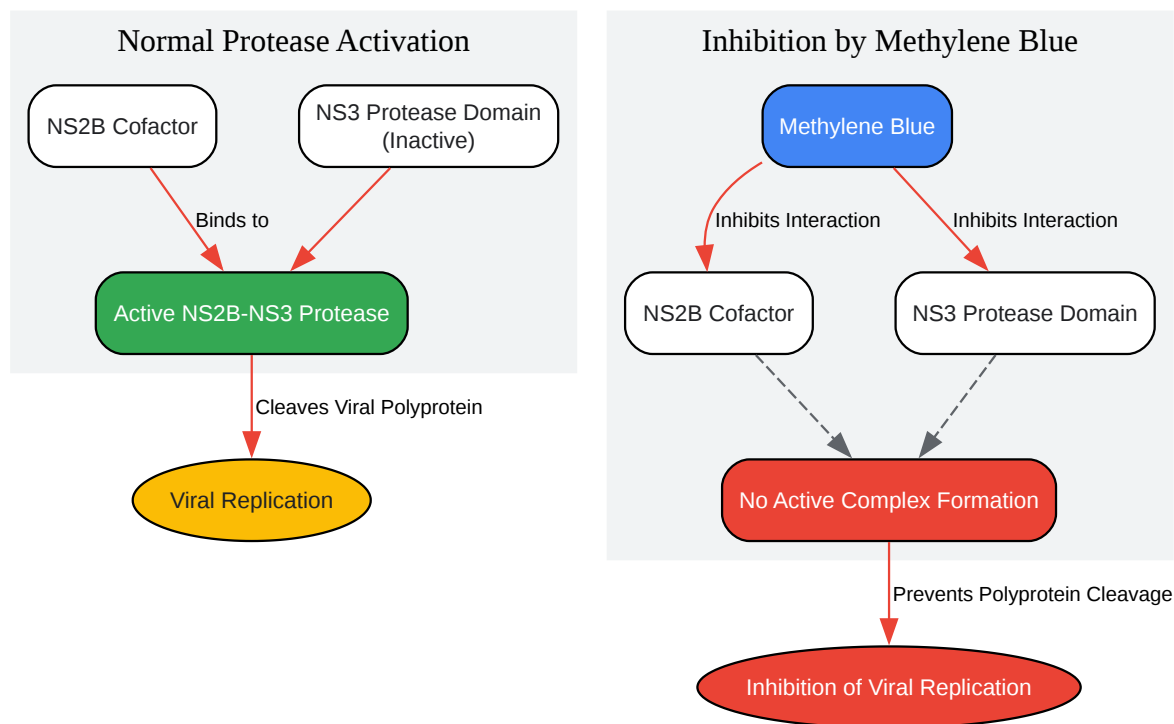 Normal Protease Activation
NS2B Cofactor
NS3 Protease Domain
(Inactive)
Binds to
Active NS2B-NS3 Protease
Cleaves Viral Polyprotein
Viral Replication
Inhibition by Methylene Blue
Methylene Blue
Inhibits Interaction
Inhibits Interaction
NS2B Cofactor
NS3 Protease Domain
No Active Complex Formation
Prevents Polyprotein Cleavage
Inhibition of Viral Replication